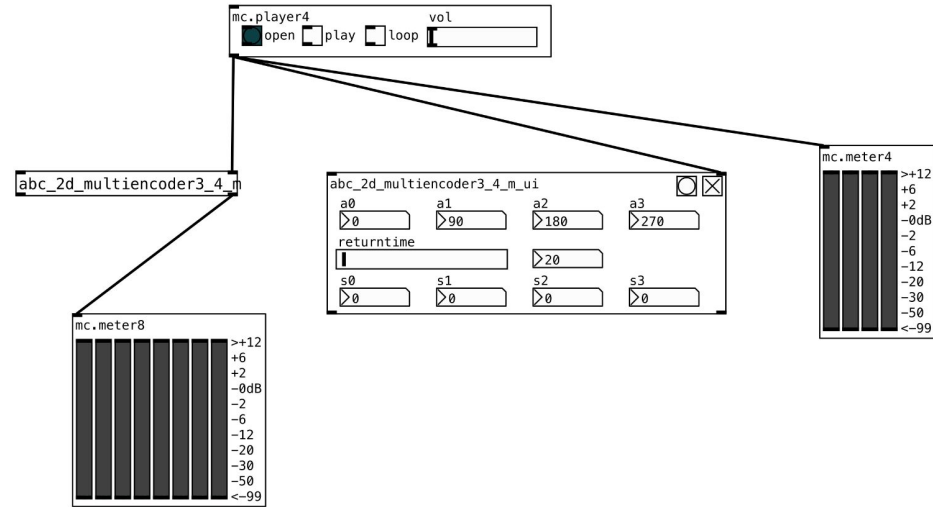 mc.player4
vol
open play loop
abc_2d_multiencoder3_4_m
abc_2d_multiencoder3_4_m_ui
a0 a1 a2 a3
0 90 180 270
returntime
20
s0 s1 s2 s3
0 0 0 0
mc.meter4
>+12
+6
+2
-0dB
-2
-6
-12
-20
-30
-50
<-99
mc.meter8
>+12
+6
+2
-0dB
-2
-6
-12
-20
-30
-50
<-99